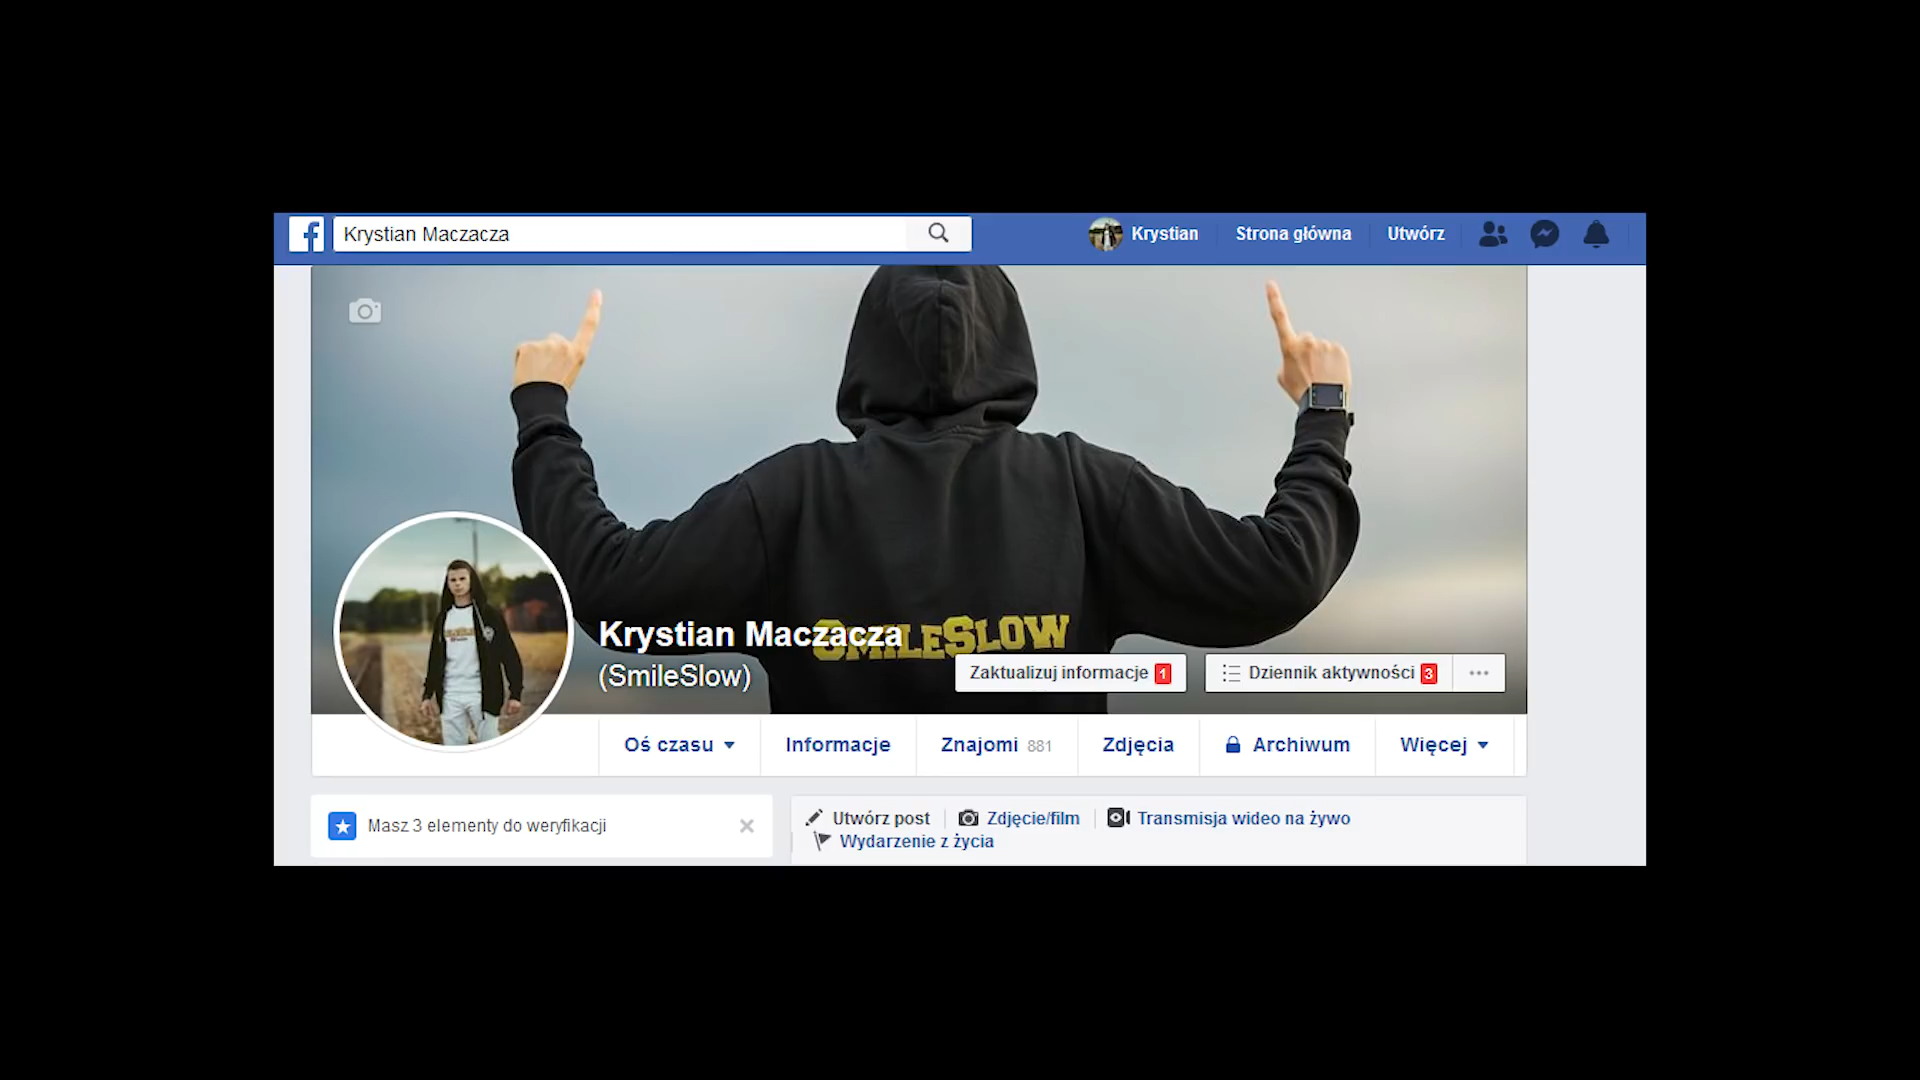 Krystian Maczacza
Krystian
Strona główna
Utwórz
SMILESLOW
Krystian Maczacza
(SmileSlow)
Zaktualizuj informacje 1
Dziennik aktywności 3
Oś czasu
Informacje
Znajomi 881
Zdjęcia
Archiwum
Więcej
Masz 3 elementy do weryfikacji
Utwórz post
Zdjęcie/film
Transmisja wideo na żywo
Wydarzenie z życia